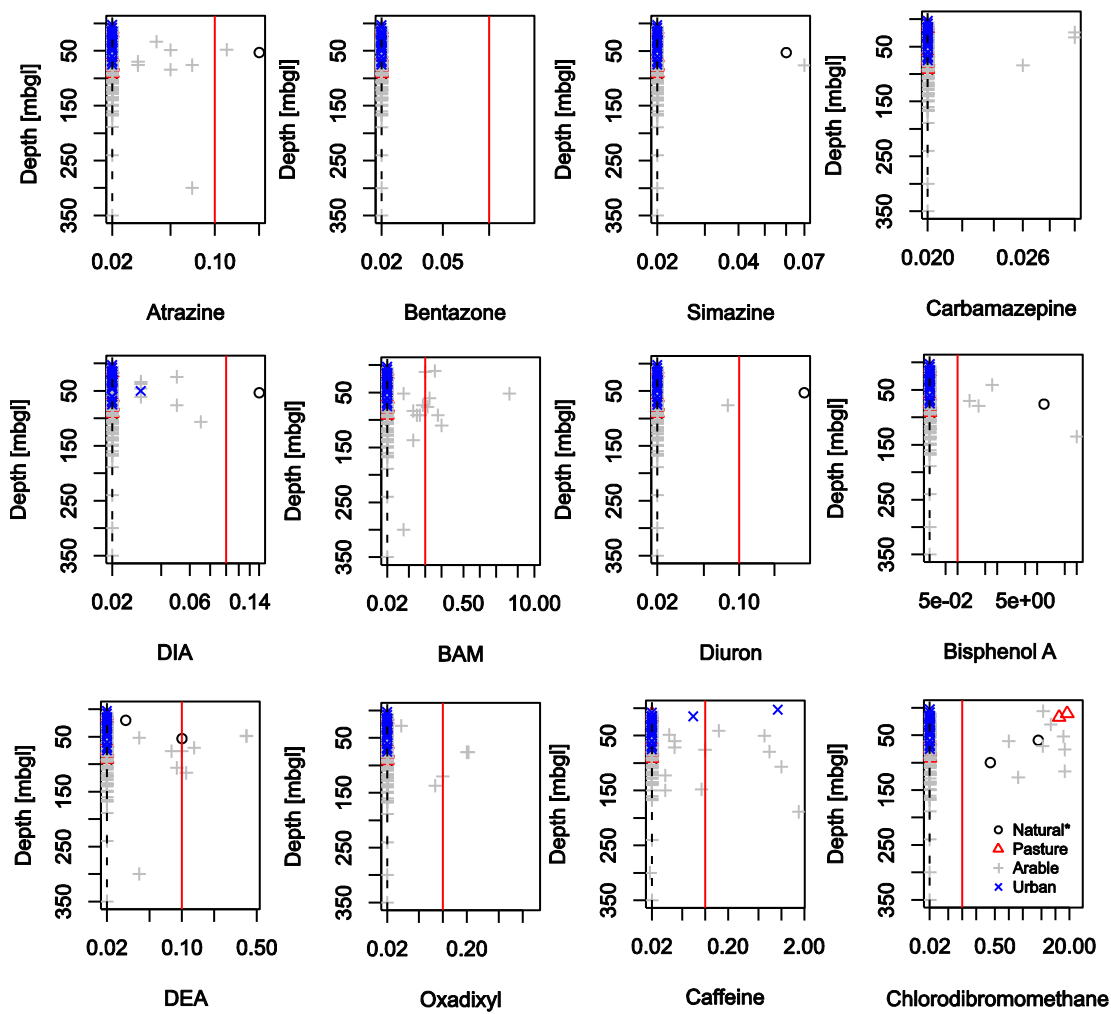 Depth [mbgl]
50
150
250
350
0.02 0.10
Atrazine
Depth [mbgl]
50
150
250
350
0.02 0.05
Bentazone
Depth [mbgl]
50
150
250
350
0.02 0.04 0.07
Simazine
Depth [mbgl]
50
150
250
350
0.020 0.026
Carbamazepine
Depth [mbgl]
50
150
250
350
0.02 0.06 0.14
DIA
Depth [mbgl]
50
150
250
350
0.02 0.50 10.00
BAM
Depth [mbgl]
50
150
250
350
0.02 0.10
Diuron
Depth [mbgl]
50
150
250
350
5e-02 5e+00
Bisphenol A
Depth [mbgl]
50
150
250
350
0.02 0.10 0.50
DEA
Depth [mbgl]
50
150
250
350
0.02 0.20
Oxadixyl
Depth [mbgl]
50
150
250
350
0.02 0.20 2.00
Caffeine
Depth [mbgl]
50
150
250
350
Natural*
Pasture
Arable
Urban
0.02 0.50 20.00
Chlorodibromomethane